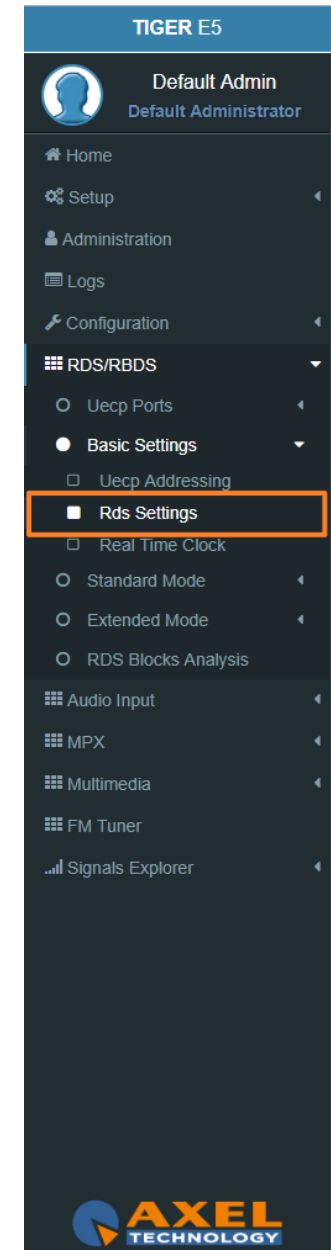 TIGER E5
Default Admin
Default Administrator
Home
Setup
Administration
Logs
Configuration
RDS/RBDS
Uecp Ports
Basic Settings
Uecp Addressing
Rds Settings
Real Time Clock
Standard Mode
Extended Mode
RDS Blocks Analysis
Audio Input
MPX
Multimedia
FM Tuner
Signals Explorer
AXEL
TECHNOLOGY